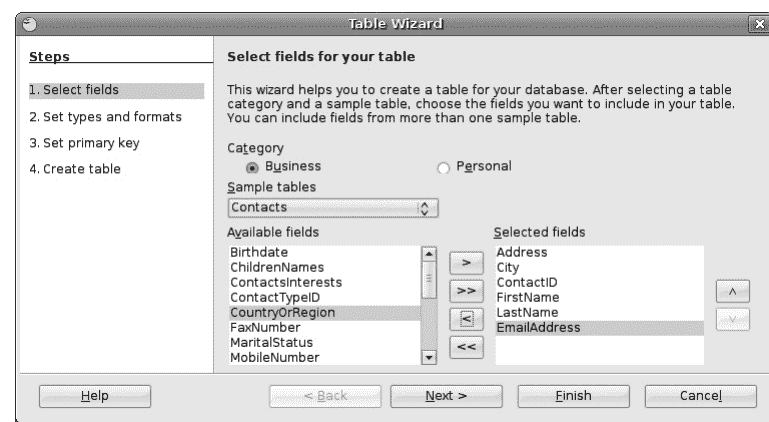 Table Wizard
Steps
1. Select fields
2. Set types and formats
3. Set primary key
4. Create table
Select fields for your table
This wizard helps you to create a table for your database. After selecting a table
category and a sample table, choose the fields you want to include in your table.
You can include fields from more than one sample table.
Category
Business
Personal
Sample tables
Contacts
Available fields
Birthdate
ChildrenNames
ContactsInterests
ContactTypeID
CountryOrRegion
FaxNumber
MaritalStatus
MobileNumber
>
>>
<
<<
Selected fields
Address
City
ContactID
FirstName
LastName
EmailAddress
Help
< Back
Next >
Finish
Cancel